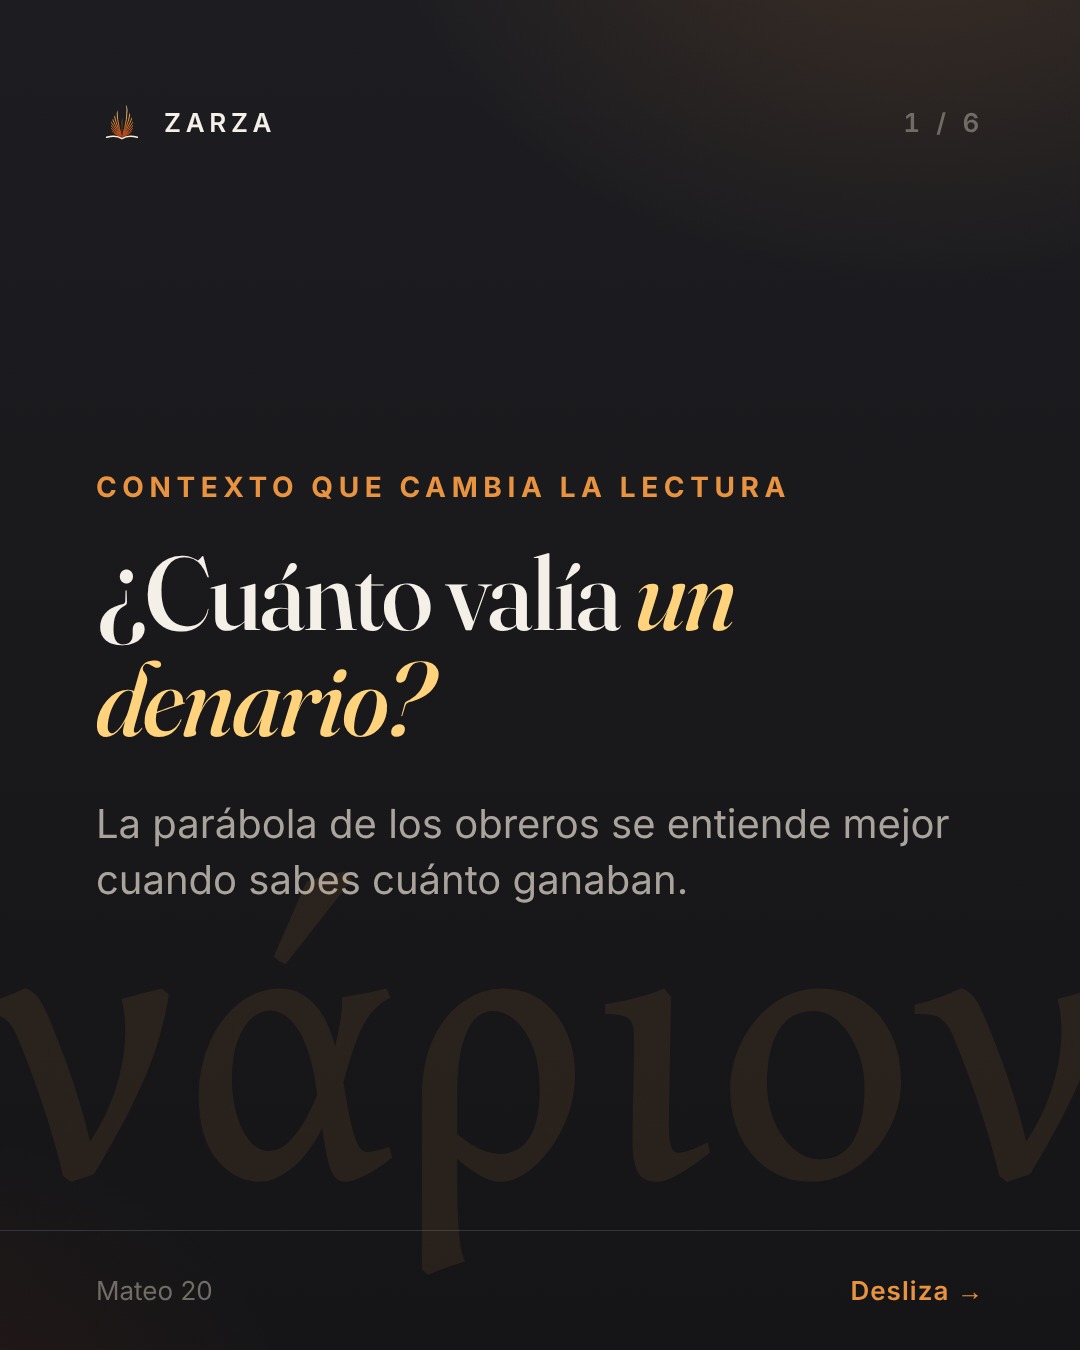 ZARZA
1 / 6
CONTEXTO QUE CAMBIA LA LECTURA
¿Cuánto valía un
denario?
La parábola de los obreros se entiende mejor
cuando sabes cuánto ganaban.
νάριον
Mateo 20
Desliza →